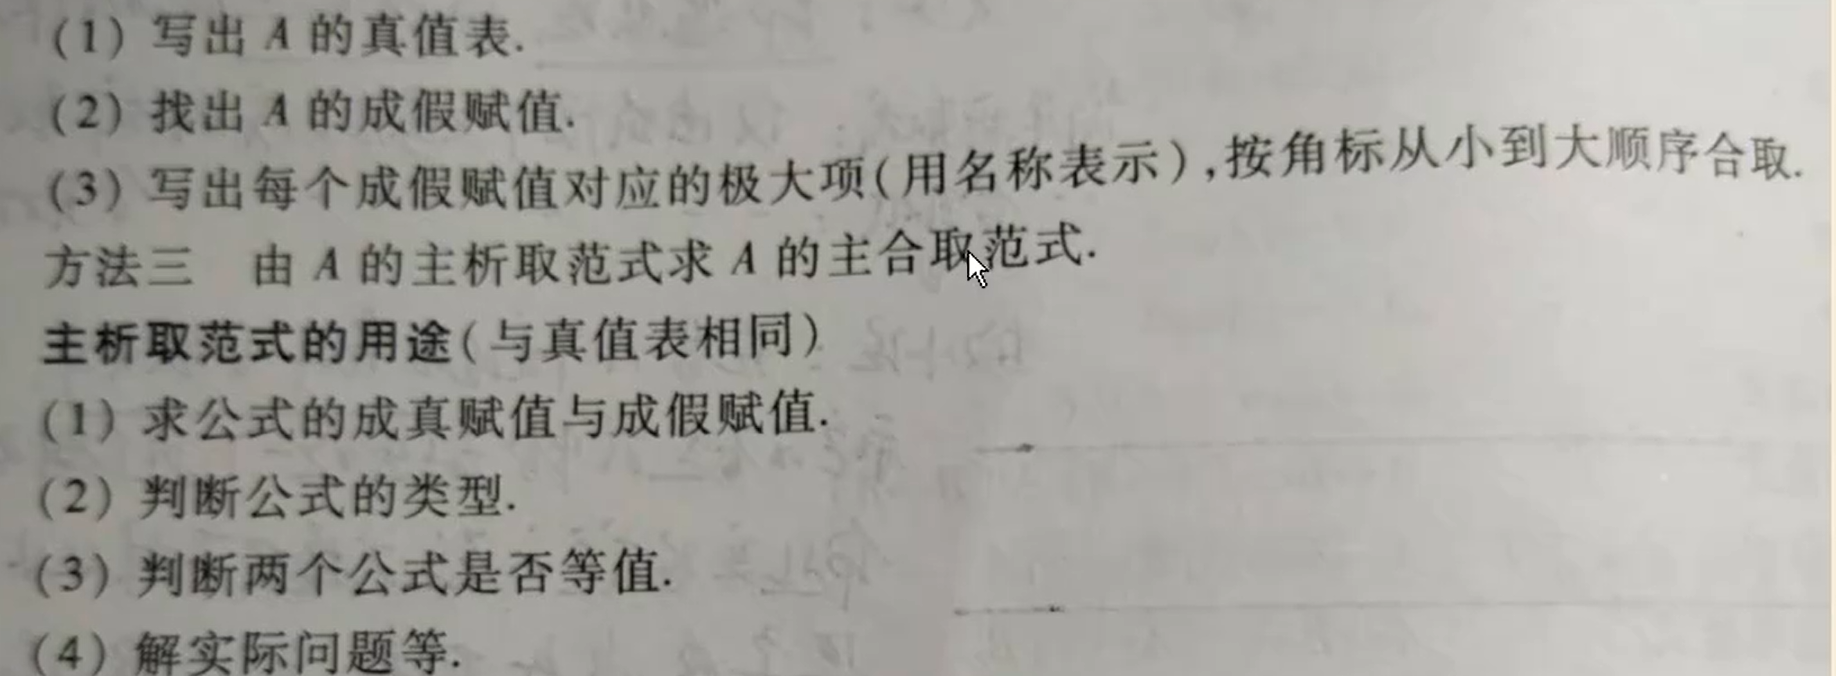 (1) 写出 A 的真值表.
(2) 找出 A 的成假赋值.
(3) 写出每个成假赋值对应的极大项(用名称表示),按角标从小到大顺序合取.
方法三 由 A 的主析取范式求 A 的主合取范式.
主析取范式的用途(与真值表相同)
(1) 求公式的成真赋值与成假赋值.
(2) 判断公式的类型.
(3) 判断两个公式是否等值.
(4) 解实际问题等.